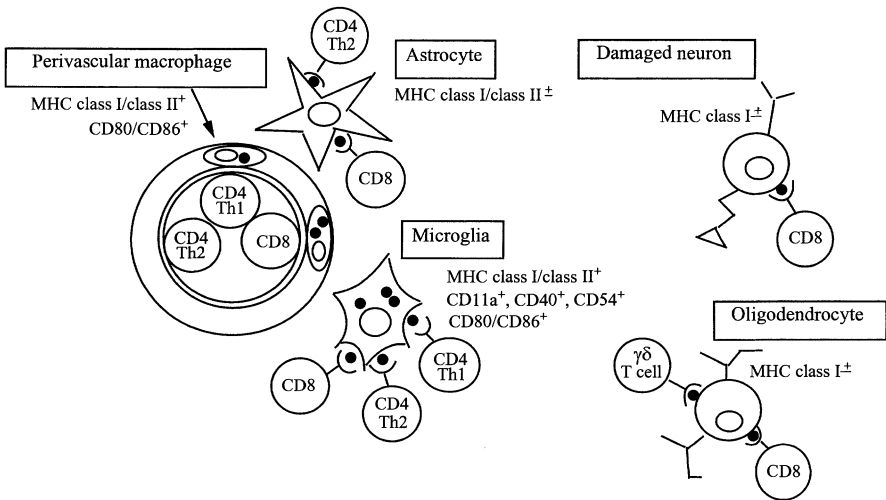 Perivascular macrophage
MHC class I/class II⁺
CD80/CD86⁺
CD4
Th2
Astrocyte
MHC class I/class II ±
CD8
CD4
Th1
CD4
Th2
CD8
Microglia
MHC class I/class II⁺
CD11a⁺, CD40⁺, CD54⁺
CD80/CD86⁺
CD8
CD4
Th2
CD4
Th1
Damaged neuron
MHC class I±
CD8
Oligodendrocyte
γδ
T cell
MHC class I±
CD8